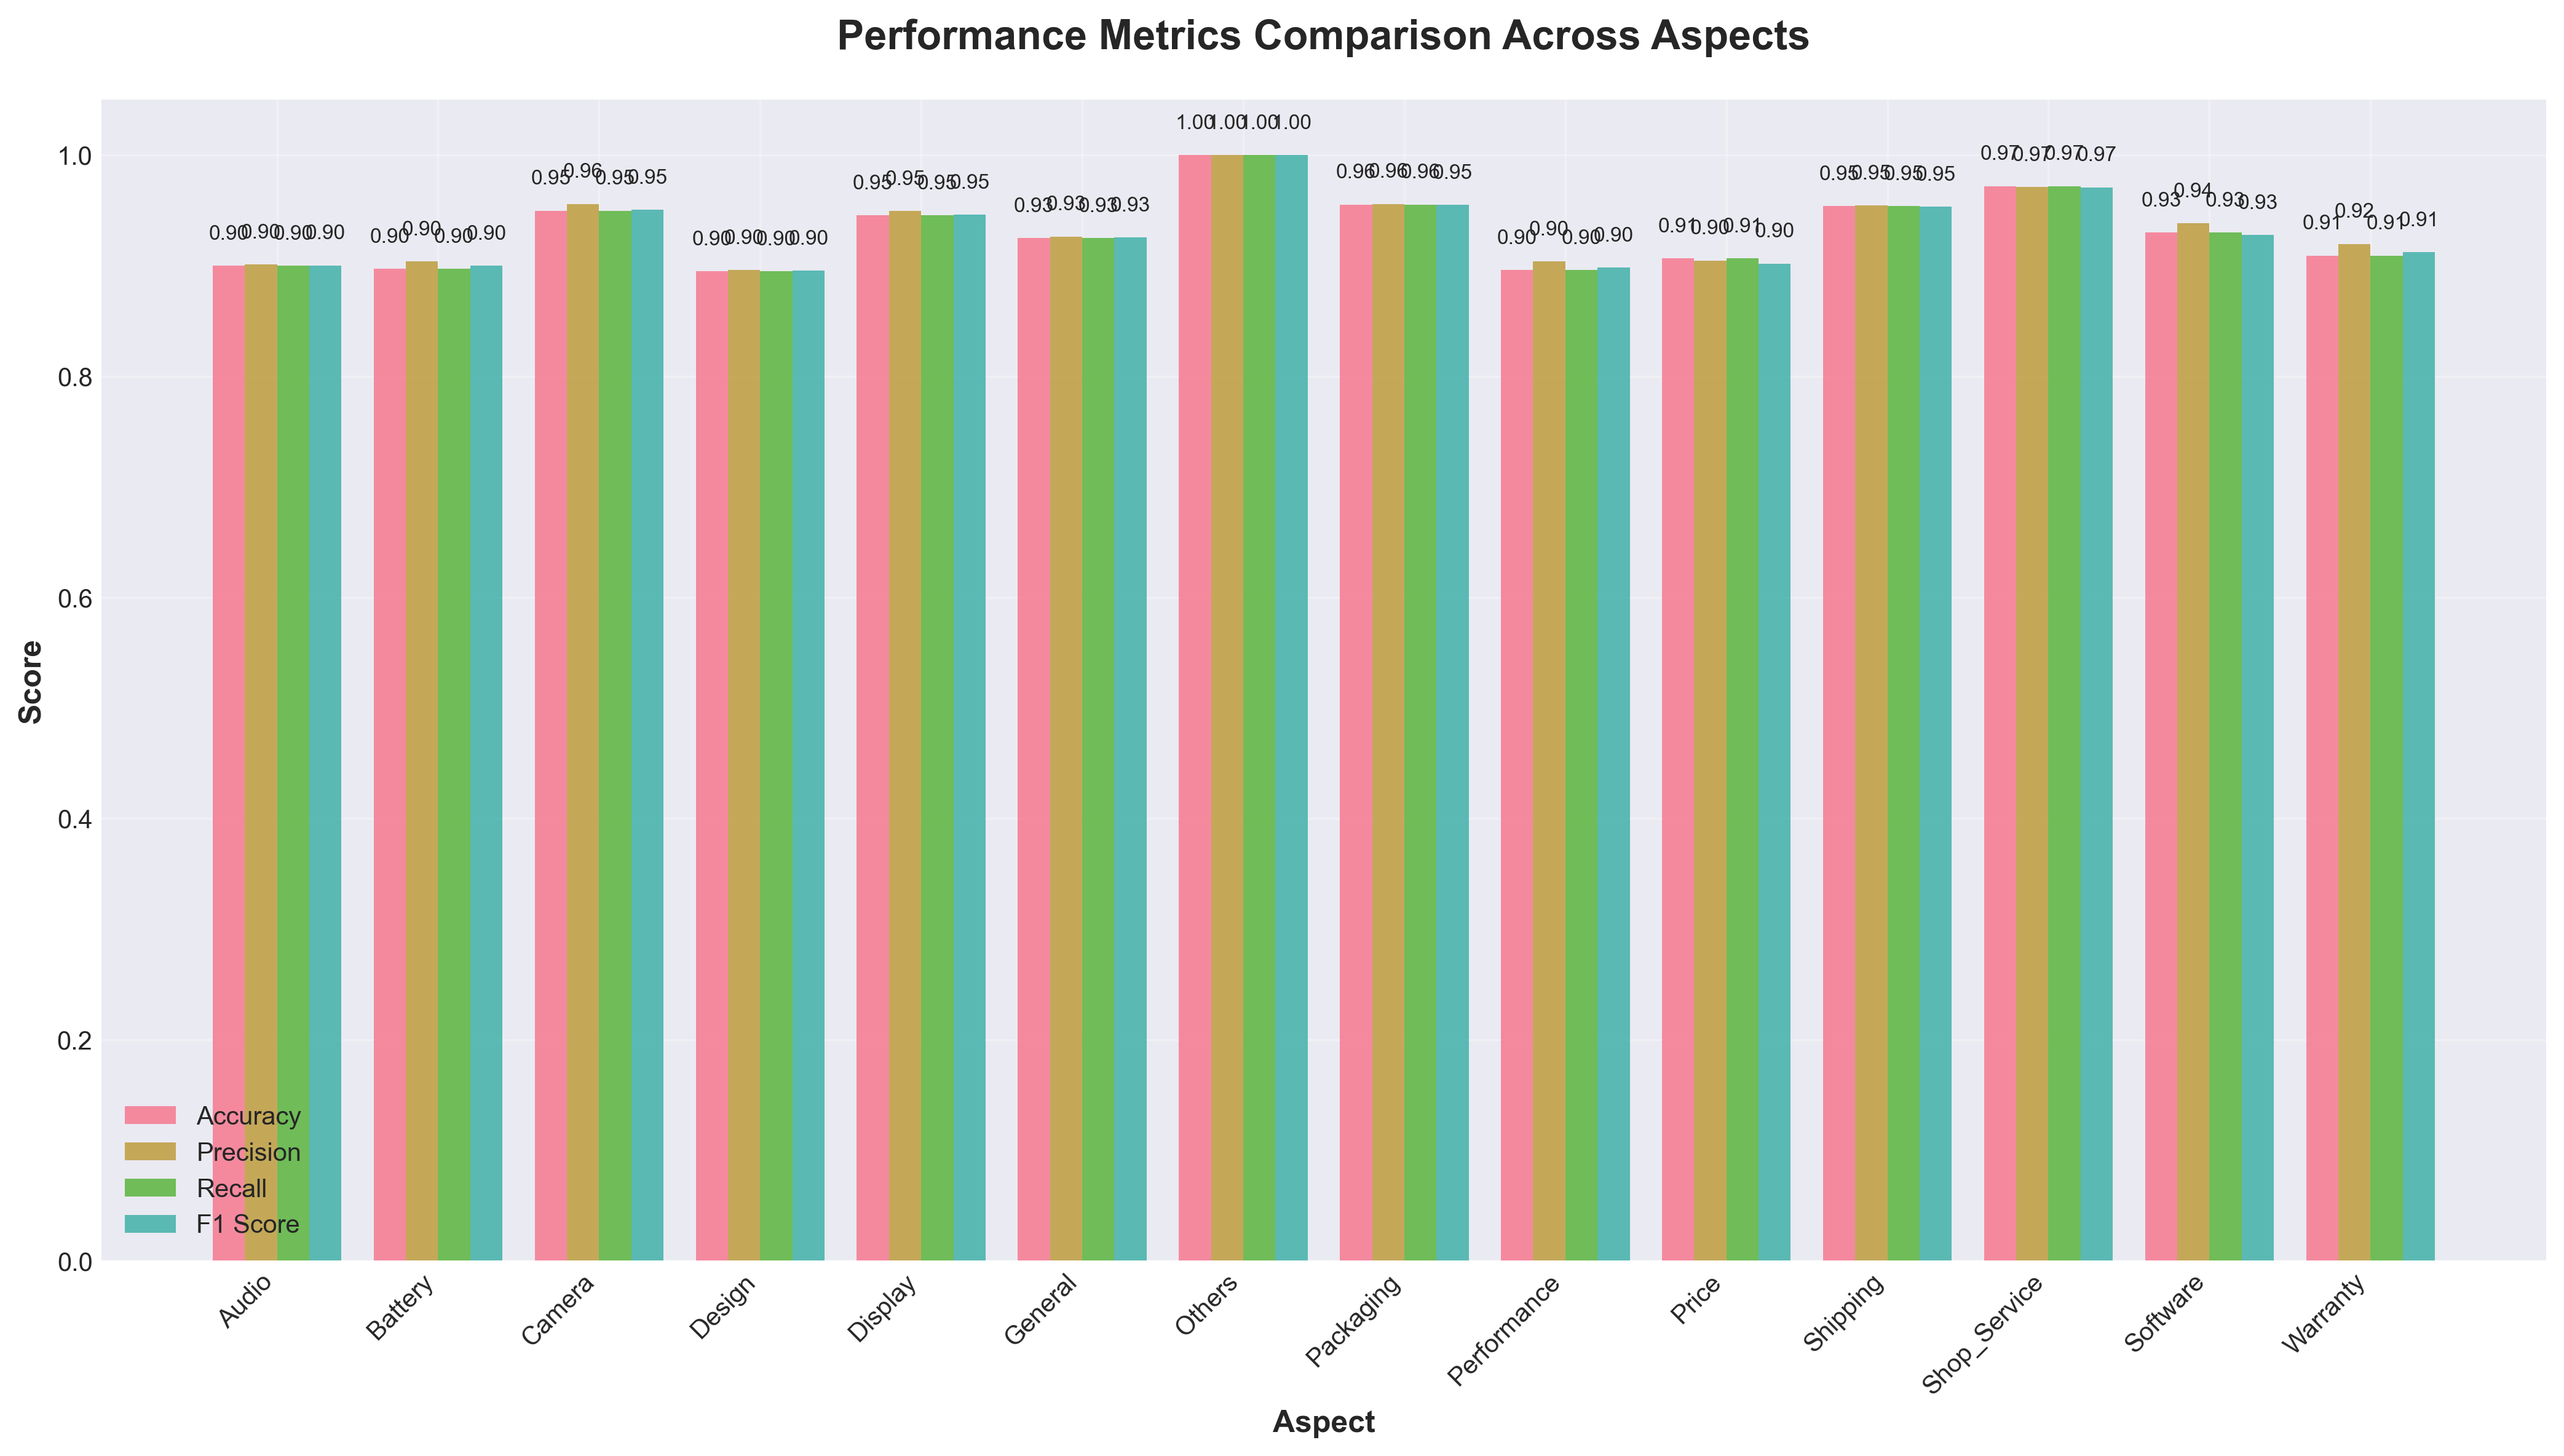 Performance Metrics Comparison Across Aspects
1.00 1.00 1.00 1.00
0.97 0.97 0.97 0.97
0.95 0.96 0.95 0.95
0.96 0.96 0.96 0.95
0.95 0.95 0.95 0.95
0.95 0.95 0.95 0.95
0.93 0.94 0.93 0.93
0.93 0.93 0.93 0.93
0.91 0.92 0.91 0.91
0.91 0.90 0.91 0.90
0.90 0.90 0.90 0.90
0.90 0.90 0.90 0.90
0.90 0.90 0.90 0.90
0.90 0.90 0.90 0.90
1.0
0.8
0.6
0.4
0.2
0.0
Score
Accuracy
Precision
Recall
F1 Score
Audio
Battery
Camera
Design
Display
General
Others
Packaging
Performance
Price
Shipping
Shop_Service
Software
Warranty
Aspect